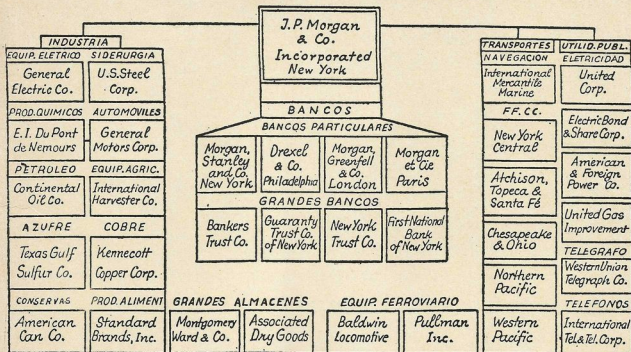 J.P. Morgan
& Co.
Incorporated
New York
INDUSTRIA
EQUIP. ELETRICO
General
Electric Co.
SIDERURGIA
U.S. Steel
Corp.
PROD. QUIMICOS
E.I. Du Pont
de Nemours
AUTOMÓVILES
General
Motors Corp.
PETROLEO
Continental
Oil Co.
EQUIP. AGRIC.
International
Harvester Co.
AZUFRE
Texas Gulf
Sulfur Co.
COBRE
Kennecott
Copper Corp.
CONSERVAS
American
Can Co.
PROD. ALIMENT
Standard
Brands, Inc.
BANCOS
BANCOS PARTICULARES
Morgan,
Stanley
and Co.
New York
Drexel
& Co.
Philadelphia
Morgan,
Greenfell
& Co.
London
Morgan
et Cie
Paris
GRANDES BANCOS
Bankers
Trust Co.
Guaranty
Trust Co.
of New York
New York
Trust Co.
First National
Bank
of New York
GRANDES ALMACENES
Montgomery
Ward & Co.
Associated
Dry Goods
EQUIP. FERROVIARIO
Baldwin
Locomotive
Pullman
Inc.
TRANSPORTES
NAVEGACION
International
Mercantile
Marine
FF. CC.
New York
Central
Atchison,
Topeca &
Santa Fé
Chesapeake
& Ohio
Northern
Pacific
Western
Pacific
UTILID. PUBL.
ELETRICIDAD
United
Corp.
Electric Bond
& Share Corp.
American
& Foreign
Power Co.
United Gas
Improvement
TELEGRAFO
Western Union
Telegraph Co.
TELEFONOS
International
Tel. & Tel. Corp.